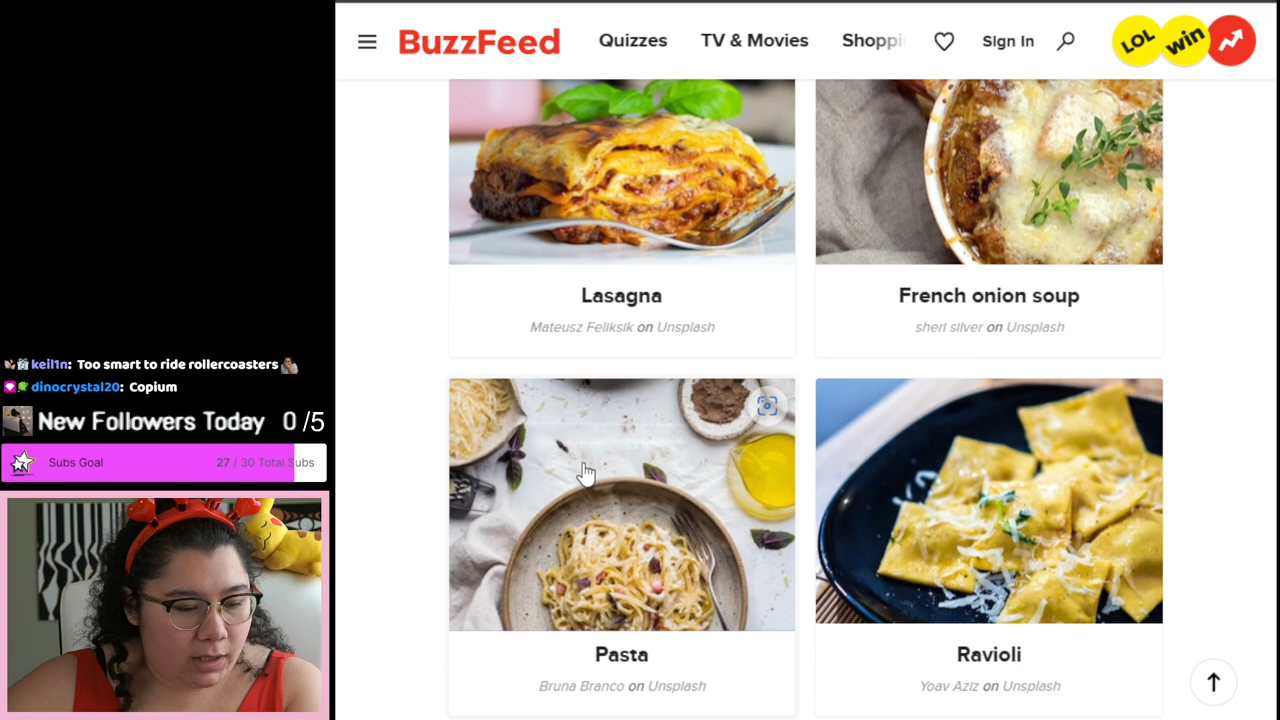 BuzzFeed
Quizzes
TV & Movies
Shoppi
Sign In
LOL
win
Lasagna
Mateusz Feliksik on Unsplash
French onion soup
sheri silver on Unsplash
keil1n: Too smart to ride rollercoasters
dinocrystal20: Copium
New Followers Today 0 /5
Subs Goal 27 / 30 Total Subs
Pasta
Bruna Branco on Unsplash
Ravioli
Yoav Aziz on Unsplash